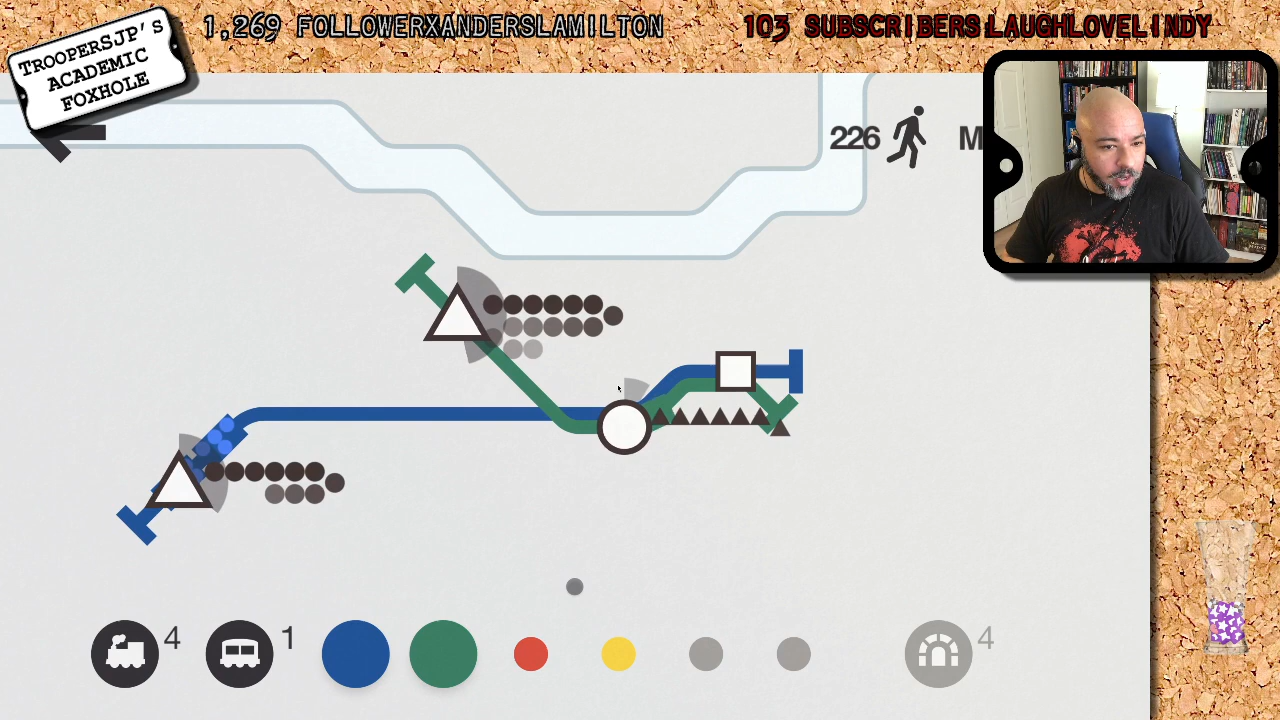 1,269 FOLLOWERXANDERSLAMILTON
103 SUBSCRIBERS:LAUGHLOVELINDY
TROOPERSJP'S
ACADEMIC
FOXHOLE
226
M
4
1
4